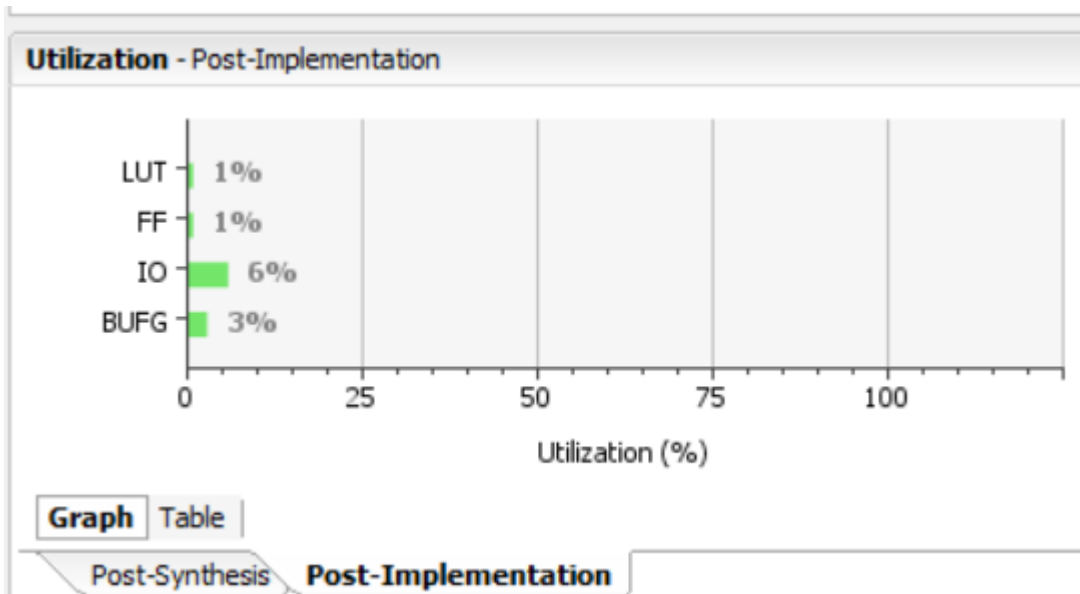 Utilization - Post-Implementation
LUT 1%
FF 1%
IO 6%
BUFG 3%
0 25 50 75 100
Utilization (%)
Graph Table
Post-Synthesis Post-Implementation